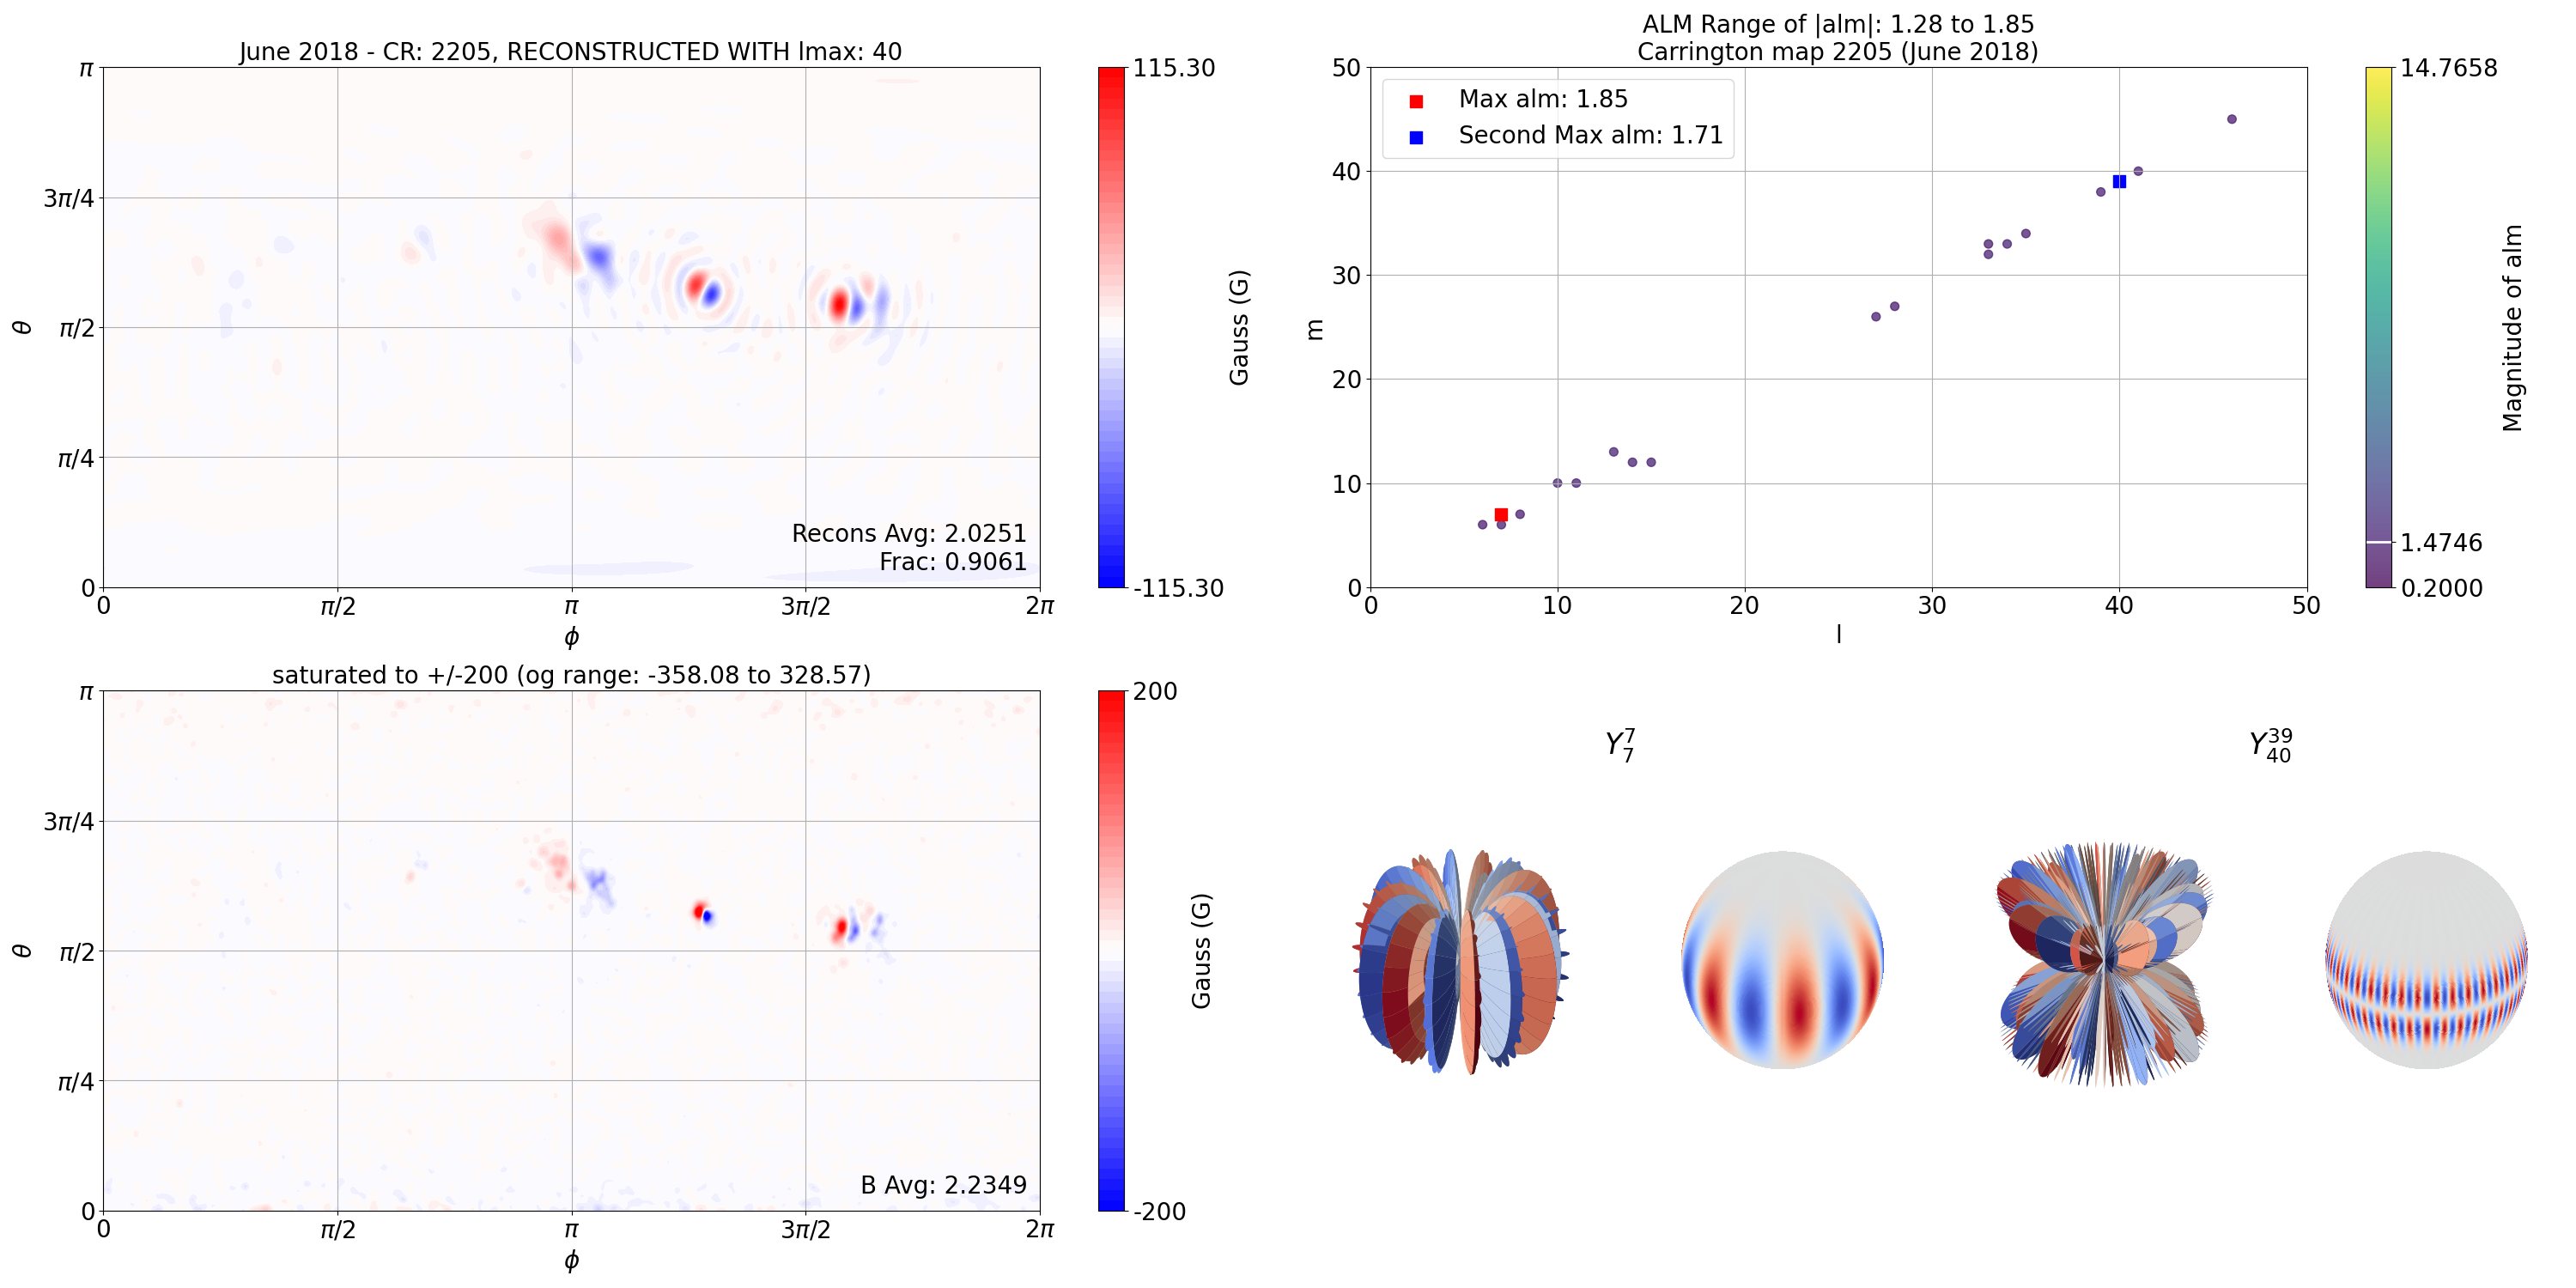 June 2018 - CR: 2205, RECONSTRUCTED WITH lmax: 40
π
3π/4
π/2
π/4
0
θ
0
π/2
π
3π/2
2π
ϕ
Recons Avg: 2.0251
Frac: 0.9061
115.30
-115.30
Gauss (G)
ALM Range of |alm|: 1.28 to 1.85
Carrington map 2205 (June 2018)
Max alm: 1.85
Second Max alm: 1.71
50
40
30
20
10
0
m
0
10
20
30
40
50
l
14.7658
1.4746
0.2000
Magnitude of alm
saturated to +/-200 (og range: -358.08 to 328.57)
π
3π/4
π/2
π/4
0
θ
0
π/2
π
3π/2
2π
ϕ
B Avg: 2.2349
200
-200
Gauss (G)
Y₇⁷
Y₄₀³⁹